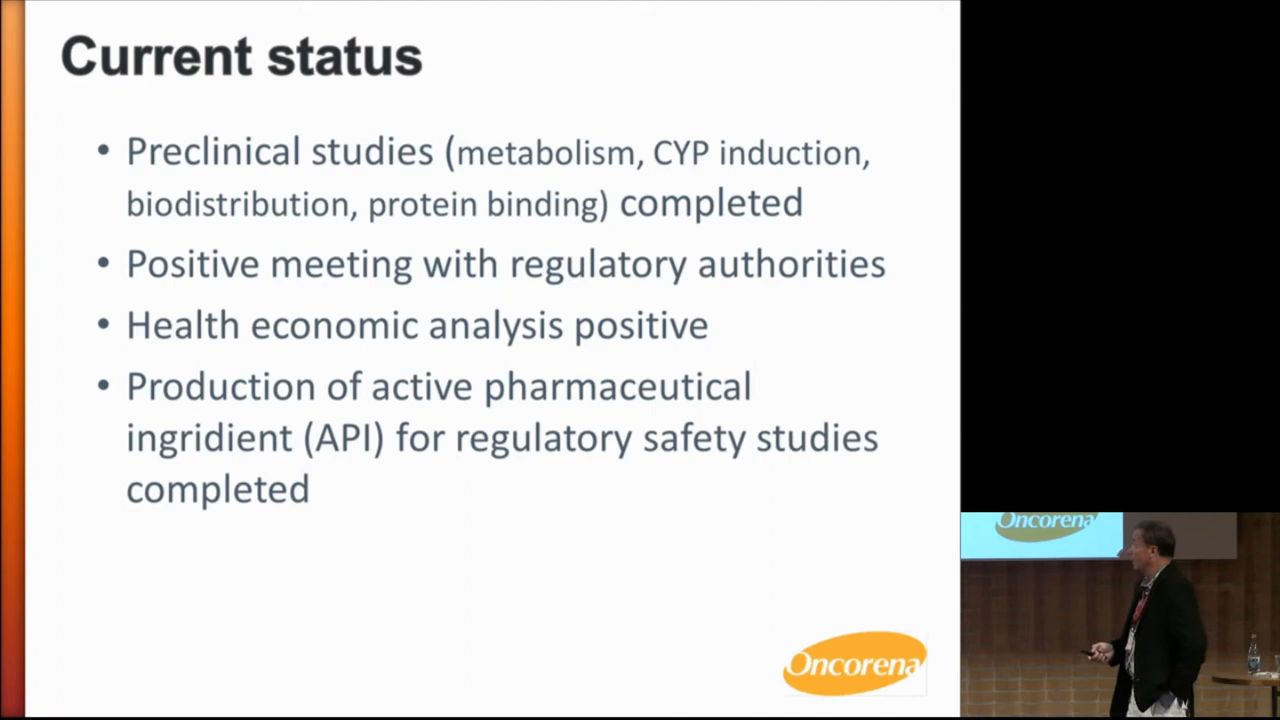 Current status
• Preclinical studies (metabolism, CYP induction,
biodistribution, protein binding) completed
• Positive meeting with regulatory authorities
• Health economic analysis positive
• Production of active pharmaceutical
ingridient (API) for regulatory safety studies
completed
Oncorena
Oncorena